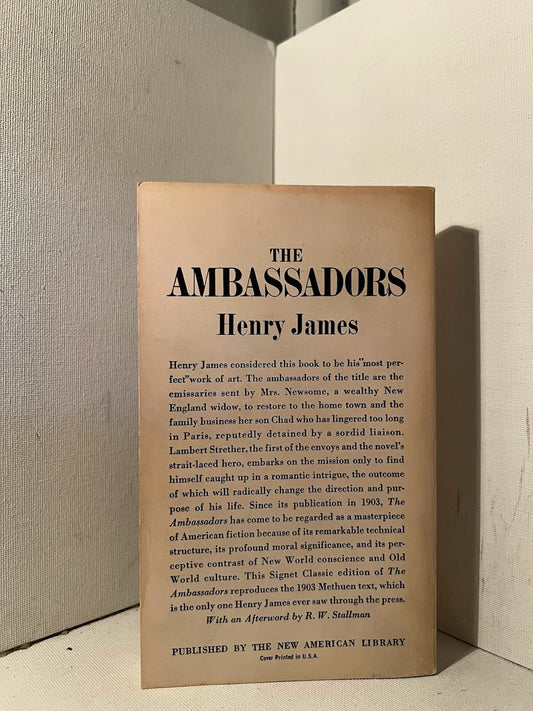 THE
AMBASSADORS
Henry James
Henry James considered this book to be his "most per-
fect" work of art. The ambassadors of the title are the
emissaries sent by Mrs. Newsome, a wealthy New
England widow, to restore to the home town and the
family business her son Chad who has lingered too long
in Paris, reputedly detained by a sordid liaison.
Lambert Strether, the first of the envoys and the novel's
strait-laced hero, embarks on the mission only to find
himself caught up in a romantic intrigue, the outcome
of which will radically change the direction and pur-
pose of his life. Since its publication in 1903, The
Ambassadors has come to be regarded as a masterpiece
of American fiction because of its remarkable technical
structure, its profound moral significance, and its per-
ceptive contrast of New World conscience and Old
World culture. This Signet Classic edition of The
Ambassadors reproduces the 1903 Methuen text, which
is the only one Henry James ever saw through the press.
With an Afterword by R. W. Stallman
PUBLISHED BY THE NEW AMERICAN LIBRARY
Cover Printed in U.S.A.